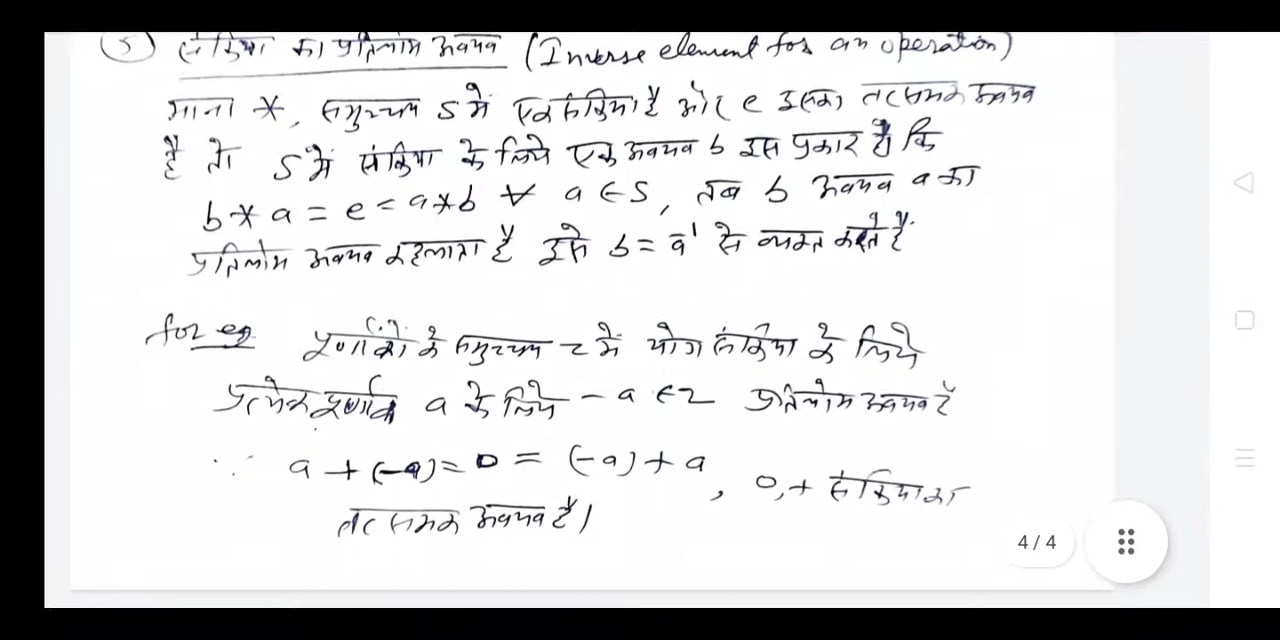 (5) संक्रिया का प्रतिलोम अवयव (Inverse element for an operation)
माना *, समुच्चय S में एक संक्रिया है और e इसका तत्समक अवयव
है तो S में संक्रिया के लिये एक अवयव b इस प्रकार है कि
b * a = e = a * b ∀ a ∈ S, तब b अवयव a का
प्रतिलोम अवयव कहलाता है इसे b = a⁻¹ से व्यक्त करते हैं.
for eg पूर्णांकों के समुच्चय Z में योग संक्रिया के लिये
प्रत्येक पूर्णांक a के लिये - a ∈ Z प्रतिलोम अवयव है
∵ a + (-a) = 0 = (-a) + a, 0, + संक्रिया का
तत्समक अवयव है।
4 / 4